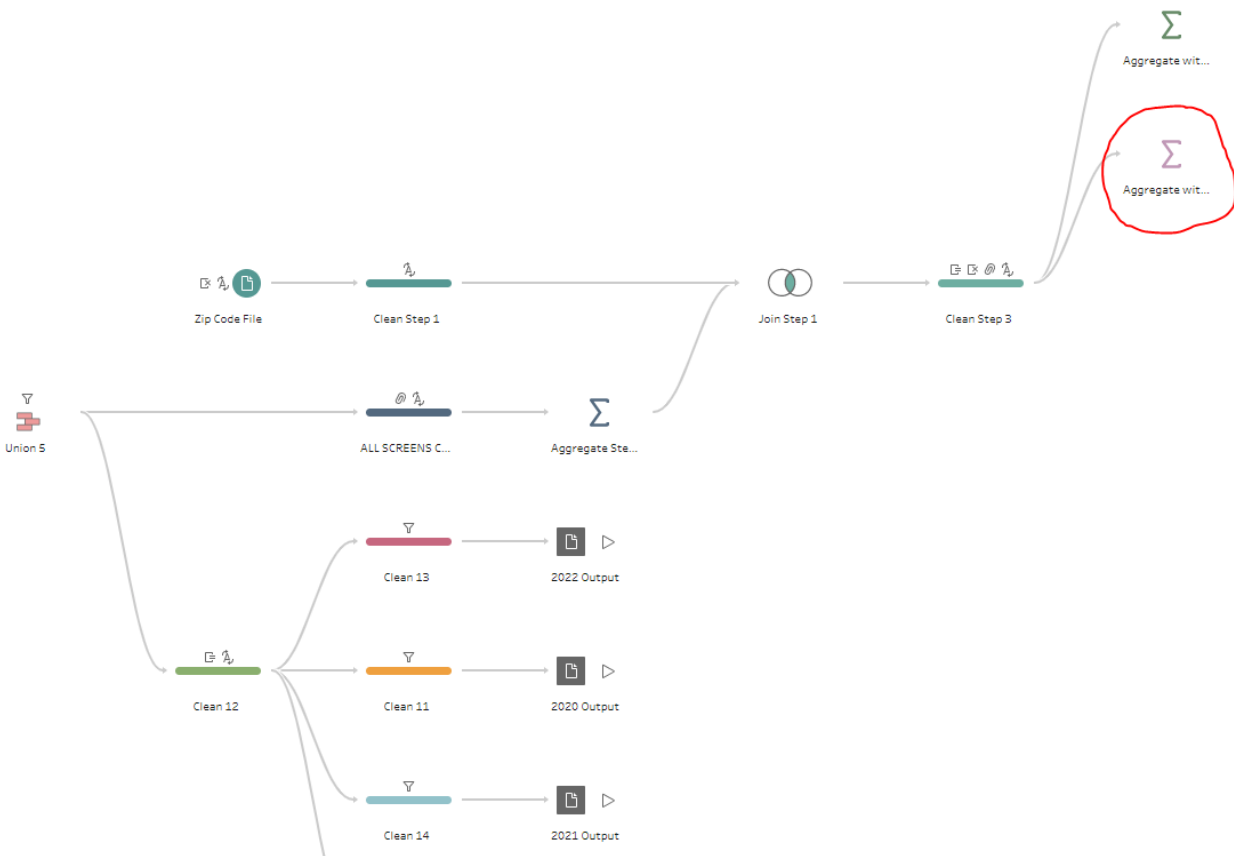 Aggregate wit...
Aggregate wit...
Zip Code File
Clean Step 1
Join Step 1
Clean Step 3
Union 5
ALL SCREENS C...
Aggregate Ste...
Clean 13
2022 Output
Clean 12
Clean 11
2020 Output
Clean 14
2021 Output